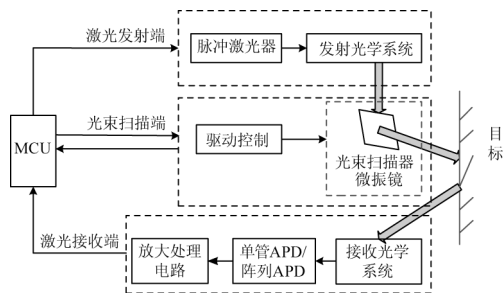 激光发射端
脉冲激光器
发射光学系统
光束扫描端
MCU
驱动控制
光束扫描器
微振镜
目
标
激光接收端
放大处理
电路
单管APD/
阵列APD
接收光学
系统